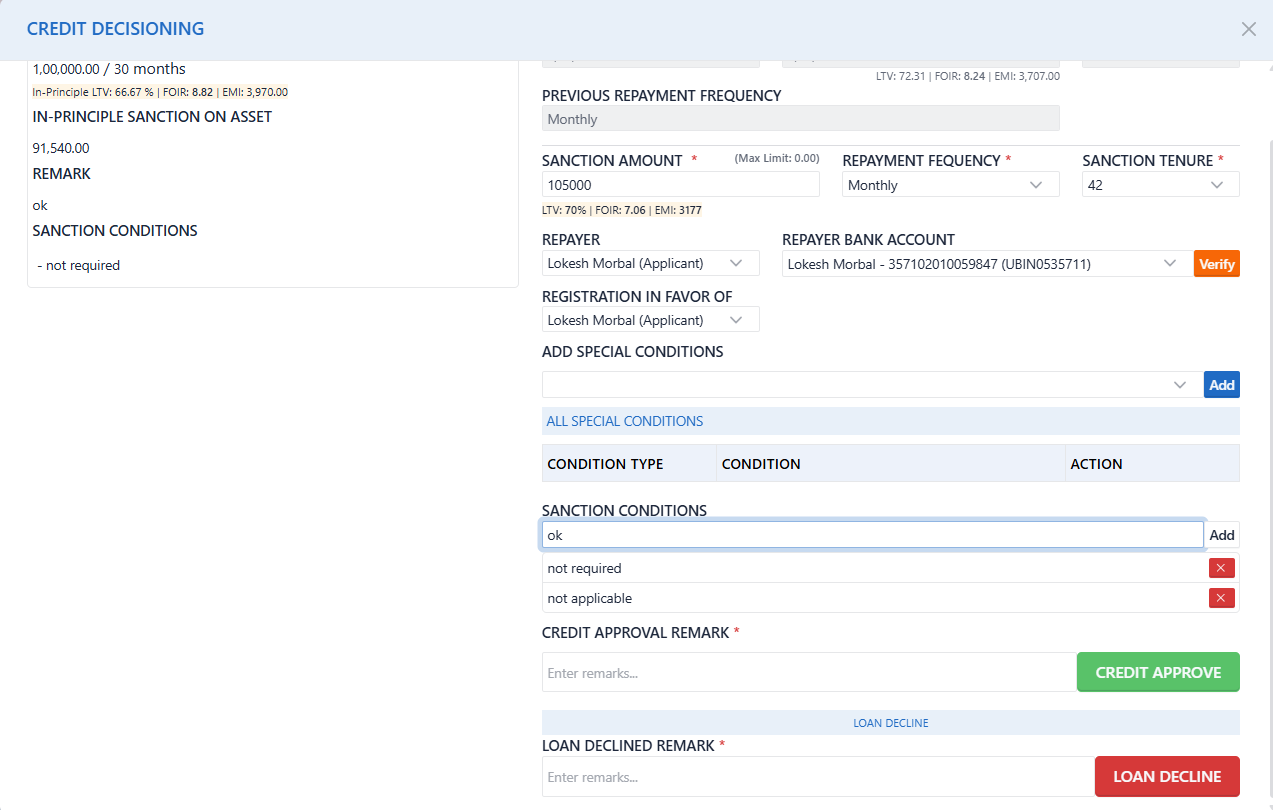 CREDIT DECISIONING
1,00,000.00 / 30 months
In-Principle LTV: 66.67 % | FOIR: 8.82 | EMI: 3,970.00
IN-PRINCIPLE SANCTION ON ASSET
91,540.00
REMARK
ok
SANCTION CONDITIONS
- not required
LTV: 72.31 | FOIR: 8.24 | EMI: 3,707.00
PREVIOUS REPAYMENT FREQUENCY
Monthly
SANCTION AMOUNT * (Max Limit: 0.00) REPAYMENT FEQUENCY * SANCTION TENURE *
105000 Monthly 42
LTV: 70% | FOIR: 7.06 | EMI: 3177
REPAYER REPAYER BANK ACCOUNT
Lokesh Morbal (Applicant) Lokesh Morbal - 357102010059847 (UBIN0535711) Verify
REGISTRATION IN FAVOR OF
Lokesh Morbal (Applicant)
ADD SPECIAL CONDITIONS
Add
ALL SPECIAL CONDITIONS
CONDITION TYPE CONDITION ACTION
SANCTION CONDITIONS
ok Add
not required
not applicable
CREDIT APPROVAL REMARK *
Enter remarks... CREDIT APPROVE
LOAN DECLINE
LOAN DECLINED REMARK *
Enter remarks... LOAN DECLINE